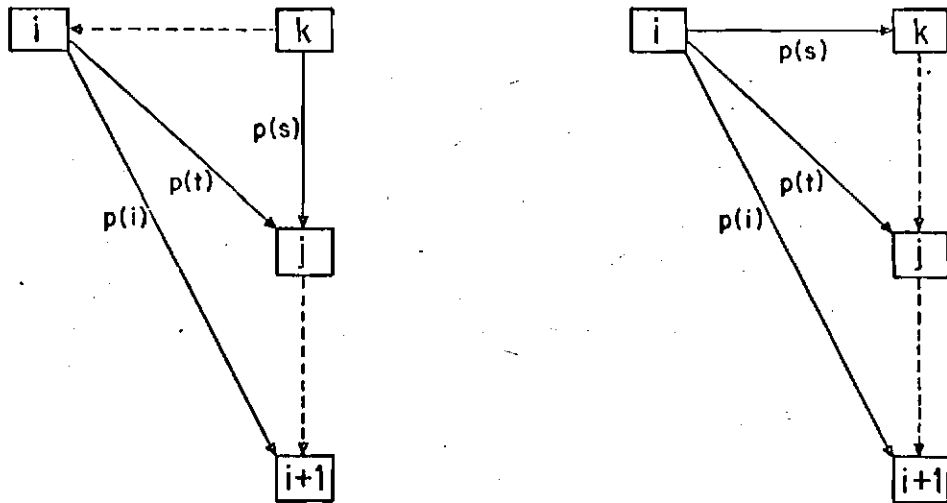 i k
p(s)
p(t)
p(i)
j
i+1
i k
p(s)
p(t)
p(i)
j
i+1